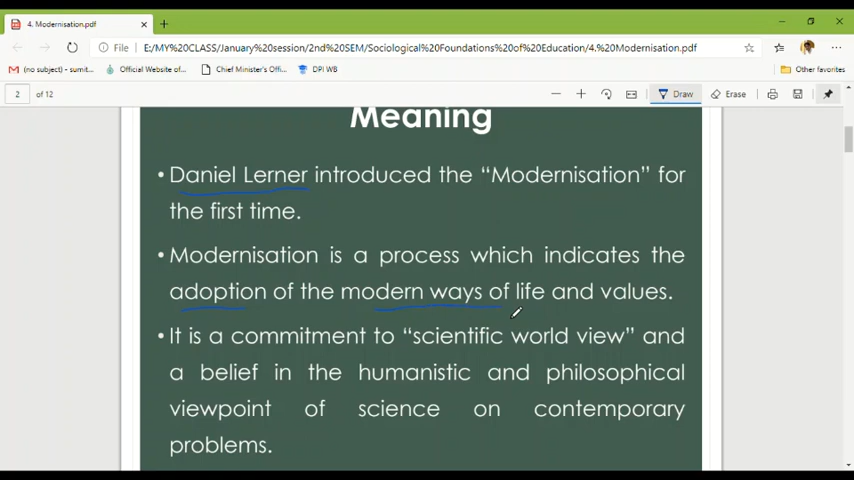 4. Modernisation.pdf
File
E:/MY%20CLASS/January%20session/2nd%20SEM/Sociological%20Foundations%20of%20Education/4.%20Modernisation.pdf
(no subject) - sumit...
Official Website of...
Chief Minister's Offi...
DPI WB
Other favorites
2 of 12
Draw
Erase
Meaning
• Daniel Lerner introduced the “Modernisation” for
the first time.
• Modernisation is a process which indicates the
adoption of the modern ways of life and values.
• It is a commitment to “scientific world view” and
a belief in the humanistic and philosophical
viewpoint of science on contemporary
problems.